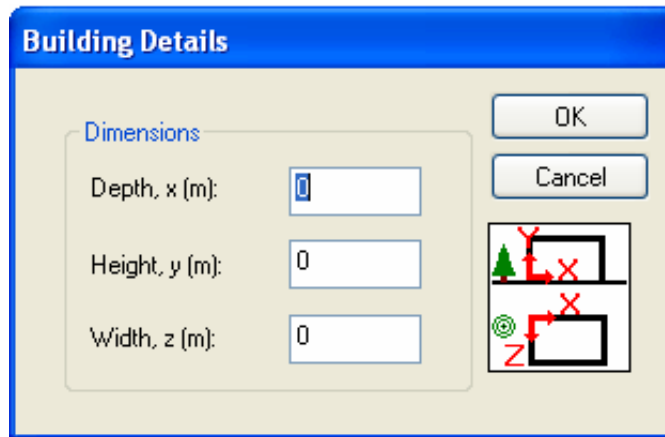 Building Details
Dimensions
Depth, x (m):
0
Height, y (m):
0
Width, z (m):
0
OK
Cancel
Y
X
X
Z